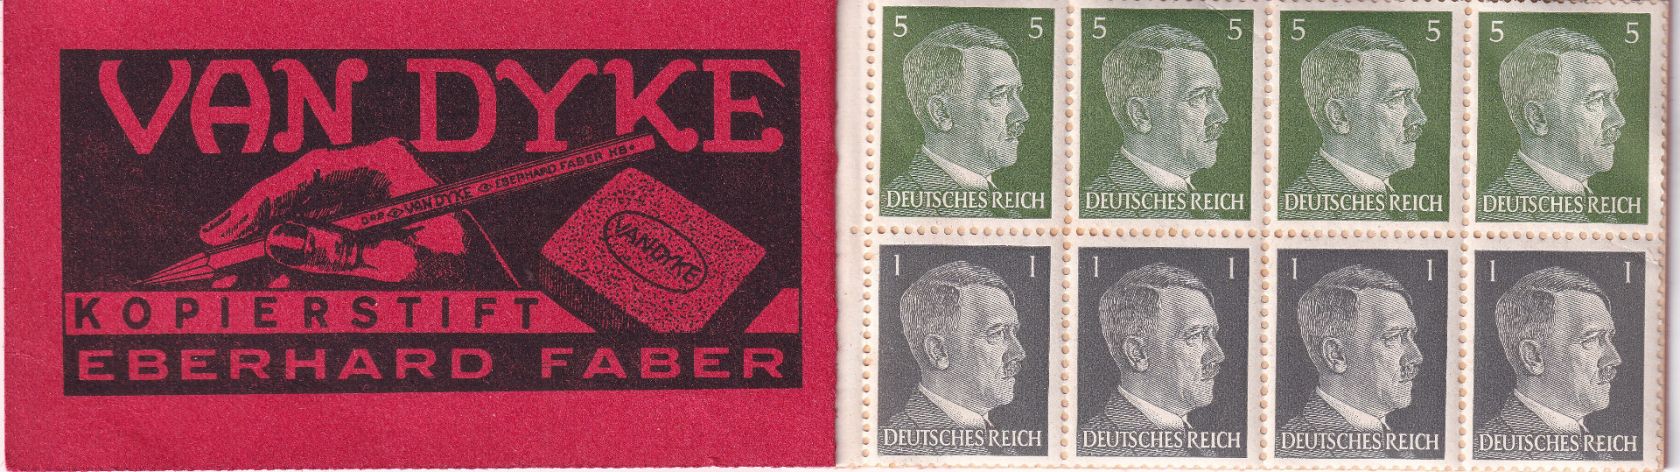 VAN DYKE
DEP VAN DYKE EBERHARD FABER HB
VANDYKE
KOPIERSTIFT
EBERHARD FABER
5 5 5 5 5 5 5 5
DEUTSCHES REICH DEUTSCHES REICH DEUTSCHES REICH DEUTSCHES REICH
1 1 1 1 1 1 1 1
DEUTSCHES REICH DEUTSCHES REICH DEUTSCHES REICH DEUTSCHES REICH